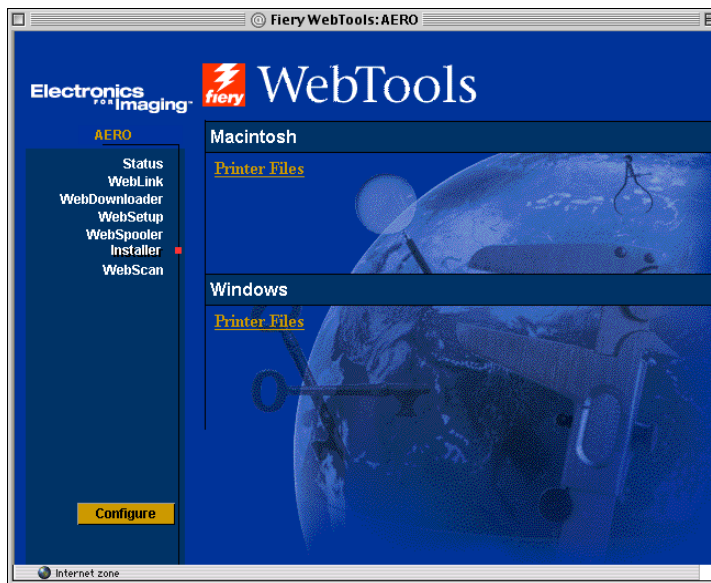 Fiery WebTools: AERO
Electronics
FOR Imaging™
fiery
WebTools
AERO
Status
WebLink
WebDownloader
WebSetup
WebSpooler
Installer
WebScan
Configure
Macintosh
Printer Files
Windows
Printer Files
Internet zone